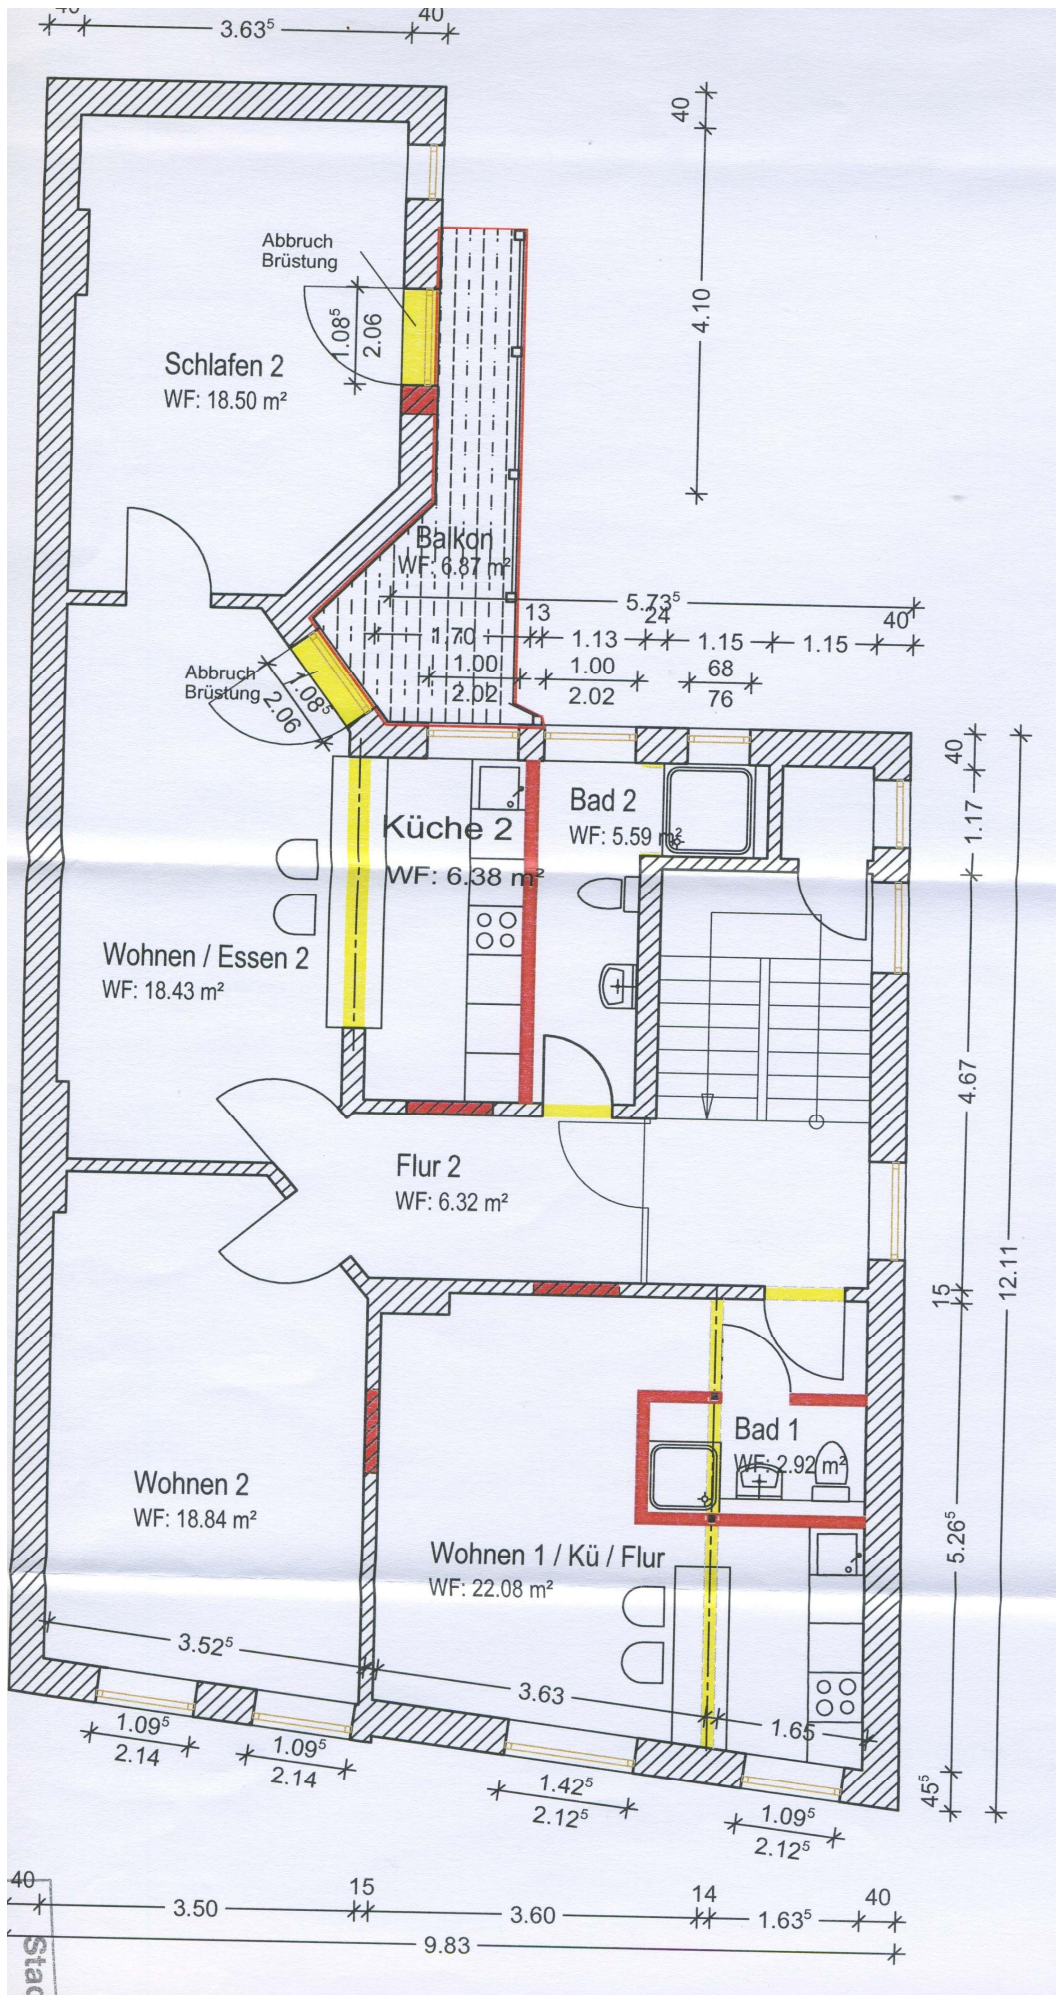 40
3.63⁵
40
40
4.10
Abbruch
Brüstung
1.08⁵
2.06
Schlafen 2
WF: 18.50 m²
Balkon
WF: 6.87 m²
5.73⁵
13
24
40
1.70
1.13
1.15
1.15
1.00
2.02
1.00
2.02
68
76
Abbruch
Brüstung
1.08⁵
2.06
40
1.17
Bad 2
WF: 5.59 m²
Küche 2
WF: 6.38 m²
Wohnen / Essen 2
WF: 18.43 m²
4.67
Flur 2
WF: 6.32 m²
12.11
15
Bad 1
WF: 2.92 m²
Wohnen 2
WF: 18.84 m²
5.26⁵
Wohnen 1 / Kü / Flur
WF: 22.08 m²
3.52⁵
3.63
1.65
1.09⁵
2.14
1.09⁵
2.14
1.42⁵
2.12⁵
1.09⁵
2.12⁵
45⁵
40
15
14
40
3.50
3.60
1.63⁵
9.83